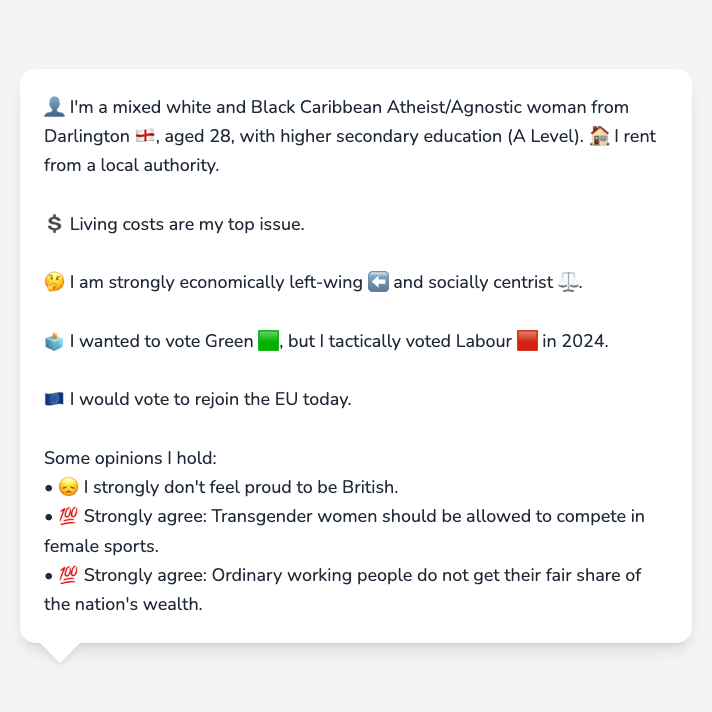 👤 I'm a mixed white and Black Caribbean Atheist/Agnostic woman from
Darlington 🏴󠁧󠁢󠁥󠁮󠁧󠁿, aged 28, with higher secondary education (A Level). 🏠 I rent
from a local authority.
💲 Living costs are my top issue.
🤔 I am strongly economically left-wing ⬅️ and socially centrist ⚖️.
🗳️ I wanted to vote Green 🟩, but I tactically voted Labour 🟥 in 2024.
🇪🇺 I would vote to rejoin the EU today.
Some opinions I hold:
• 😞 I strongly don't feel proud to be British.
• 💯 Strongly agree: Transgender women should be allowed to compete in
female sports.
• 💯 Strongly agree: Ordinary working people do not get their fair share of
the nation's wealth.